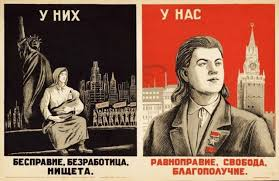 У НИХ
БЕСПРАВИЕ, БЕЗРАБОТИЦА,
НИЩЕТА.
У НАС
РАВНОПРАВИЕ, СВОБОДА,
БЛАГОПОЛУЧИЕ.